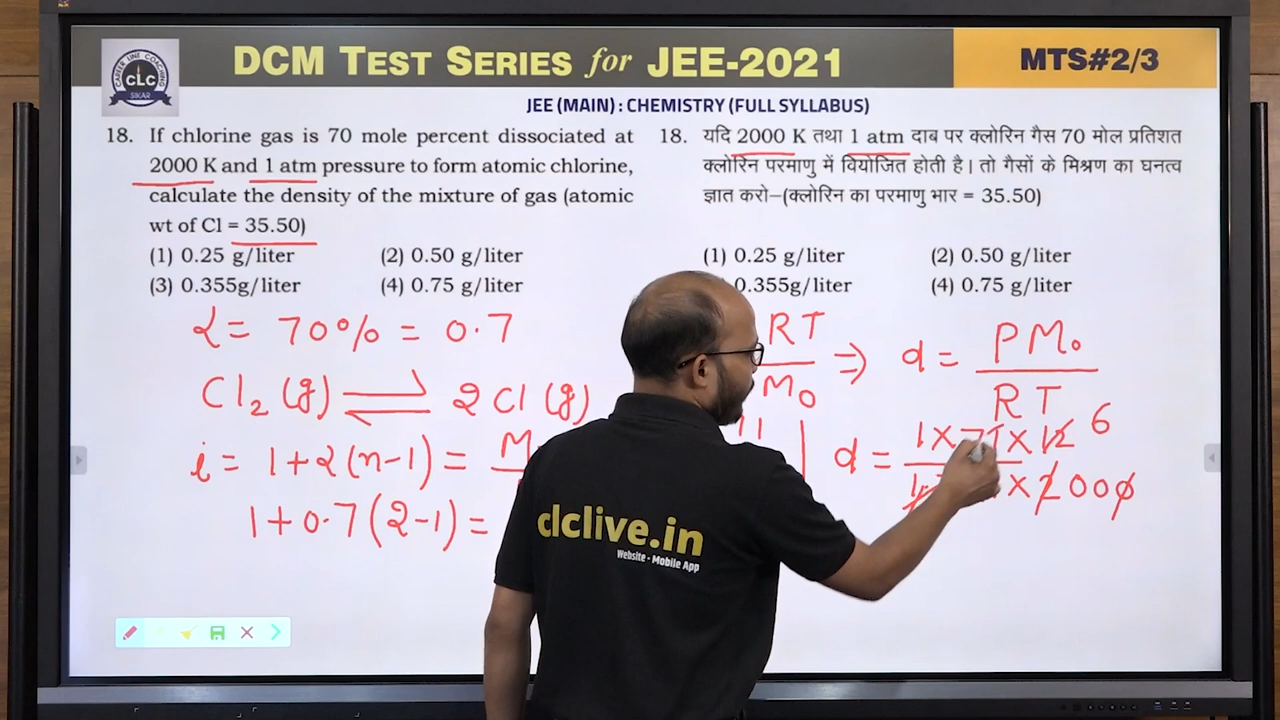 CAREER LINE COACHING
CLC
SIKAR
DCM TEST SERIES for JEE-2021
MTS#2/3
JEE (MAIN) : CHEMISTRY (FULL SYLLABUS)
18. If chlorine gas is 70 mole percent dissociated at
2000 K and 1 atm pressure to form atomic chlorine,
calculate the density of the mixture of gas (atomic
wt of Cl = 35.50)
(1) 0.25 g/liter (2) 0.50 g/liter
(3) 0.355g/liter (4) 0.75 g/liter
18. यदि 2000 K तथा 1 atm दाब पर क्लोरिन गैस 70 मोल प्रतिशत
क्लोरिन परमाणु में वियोजित होती है। तो गैसों के मिश्रण का घनत्व
ज्ञात करो–(क्लोरिन का परमाणु भार = 35.50)
(1) 0.25 g/liter (2) 0.50 g/liter
0.355g/liter (4) 0.75 g/liter
α = 70% = 0.7
Cl2 (g) ⇌ 2Cl (g)
i = 1+α(n-1) = M
1+0.7(2-1) =
RT
M0
⇒ d = PM0
RT
d = 1×71×12 6
×2000
clclive.in
Website - Mobile App